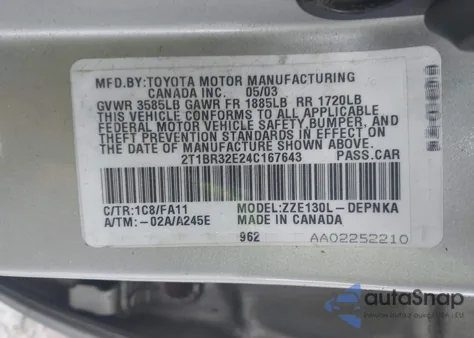 MFD.BY:TOYOTA MOTOR MANUFACTURING
CANADA INC. 05/03
GVWR 3585LB GAWR FR 1885LB RR 1720LB
THIS VEHICLE CONFORMS TO ALL APPLICABLE
FEDERAL MOTOR VEHICLE SAFETY,BUMPER, AND
THEFT PREVENTION STANDARDS IN EFFECT ON
THE DATE OF MANUFACTURE SHOWN ABOVE.
2T1BR32E24C167643 PASS.CAR
C/TR:1C8/FA11 MODEL:ZZE130L-DEPNKA
A/TM:-02A/A245E MADE IN CANADA
962 AA02252210
autoSnap